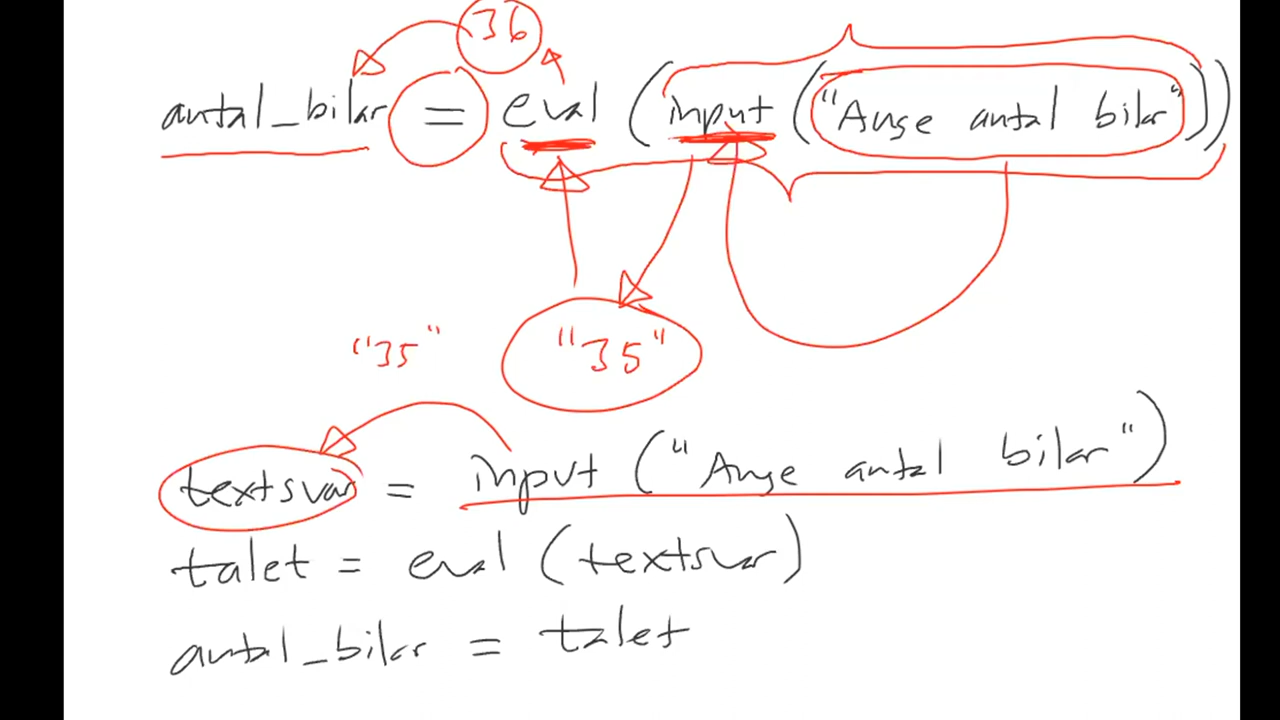 36
antal_bilar = eval (input ("Ange antal bilar"))
"35" "35"
textsvar = input ("Ange antal bilar")
talet = eval (textsvar)
antal_bilar = talet